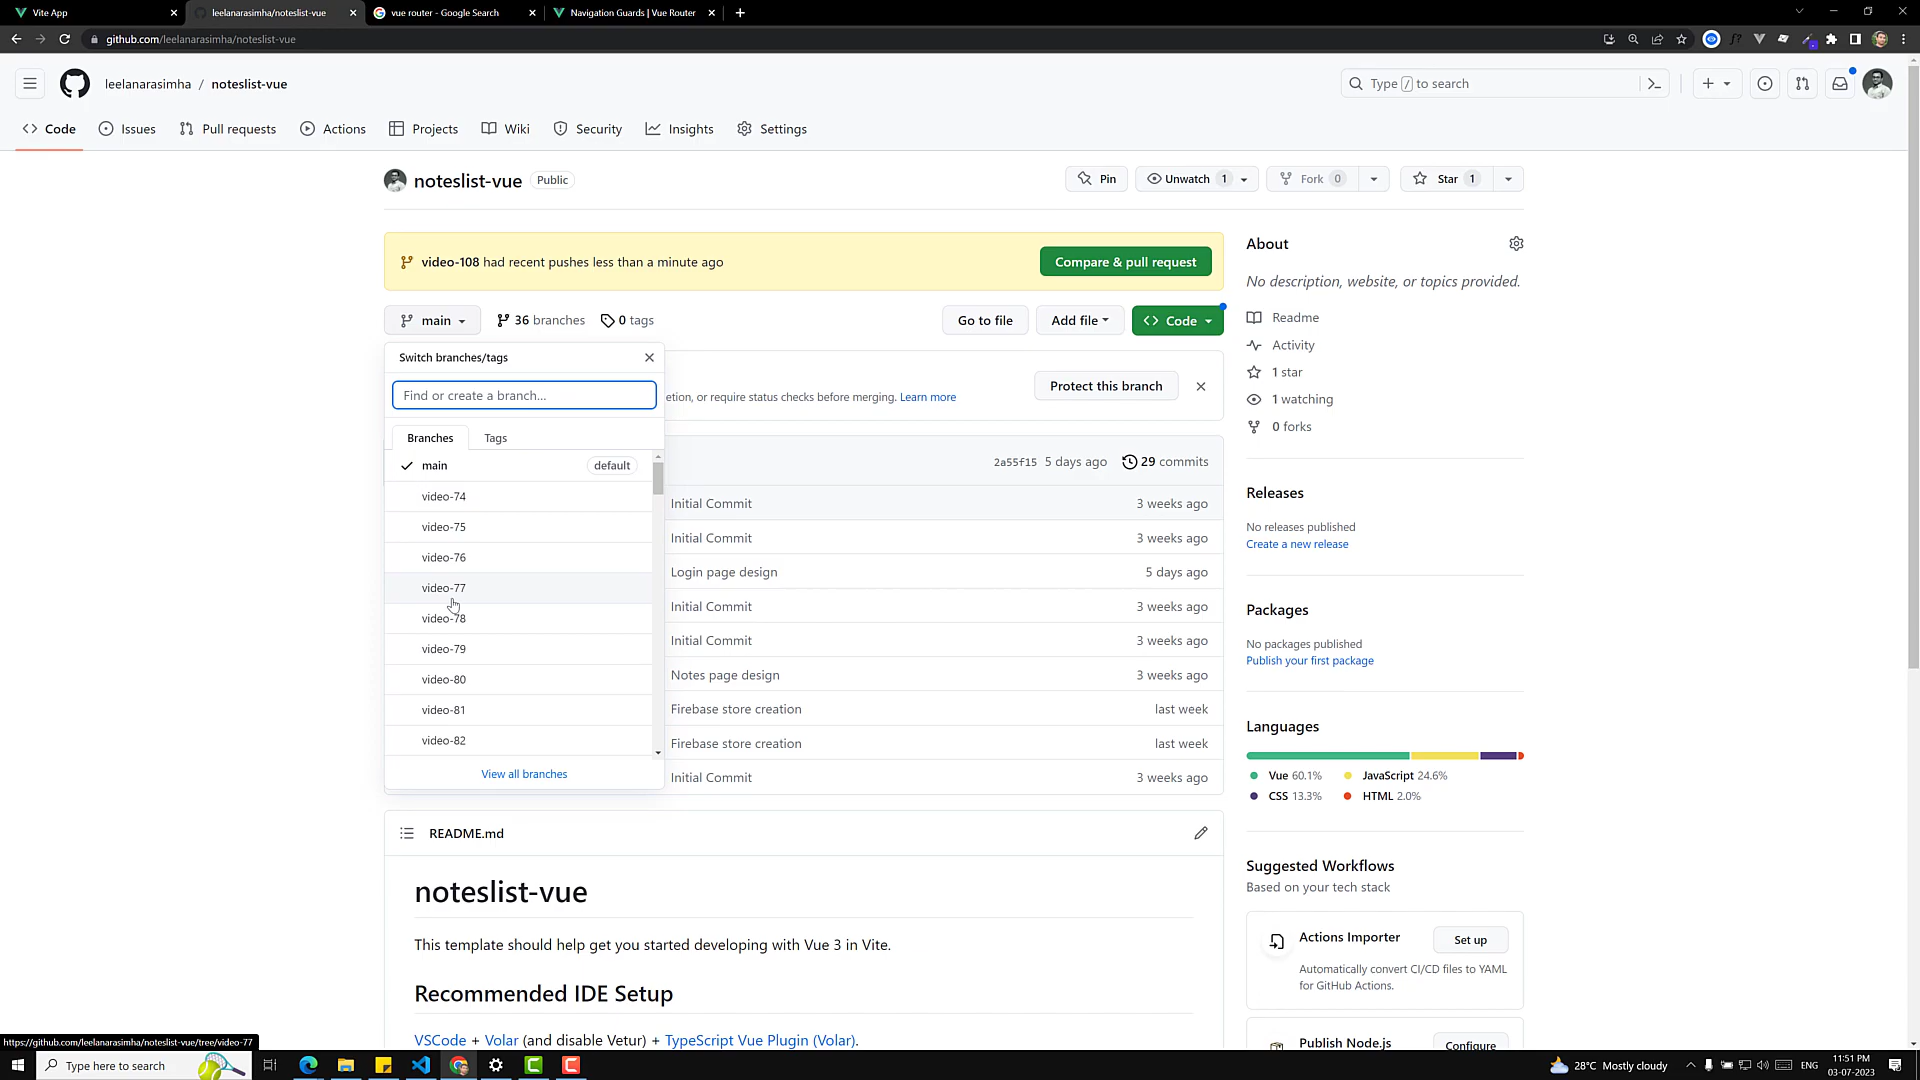 Vite App
leelanarasimha/noteslist-vue
vue router - Google Search
Navigation Guards | Vue Router
github.com/leelanarasimha/noteslist-vue
leelanarasimha / noteslist-vue
Type / to search
Code
Issues
Pull requests
Actions
Projects
Wiki
Security
Insights
Settings
noteslist-vue
Public
Pin
Unwatch 1
Fork 0
Star 1
video-108 had recent pushes less than a minute ago
Compare & pull request
main
36 branches
0 tags
Go to file
Add file
Code
Switch branches/tags
Find or create a branch...
Branches
Tags
main
default
video-74
video-75
video-76
video-77
video-78
video-79
video-80
video-81
video-82
View all branches
Protect this branch
etion, or require status checks before merging. Learn more
2a55f15 5 days ago
29 commits
Initial Commit
3 weeks ago
Initial Commit
3 weeks ago
Login page design
5 days ago
Initial Commit
3 weeks ago
Initial Commit
3 weeks ago
Notes page design
3 weeks ago
Firebase store creation
last week
Firebase store creation
last week
Initial Commit
3 weeks ago
README.md
noteslist-vue
This template should help get you started developing with Vue 3 in Vite.
Recommended IDE Setup
VSCode + Volar (and disable Vetur) + TypeScript Vue Plugin (Volar).
About
No description, website, or topics provided.
Readme
Activity
1 star
1 watching
0 forks
Releases
No releases published
Create a new release
Packages
No packages published
Publish your first package
Languages
Vue 60.1%
JavaScript 24.6%
CSS 13.3%
HTML 2.0%
Suggested Workflows
Based on your tech stack
Actions Importer
Set up
Automatically convert CI/CD files to YAML
for GitHub Actions.
Publish Node.js
Configure
https://github.com/leelanarasimha/noteslist-vue/tree/video-77
Type here to search
28°C Mostly cloudy
ENG
11:51 PM
03-07-2023